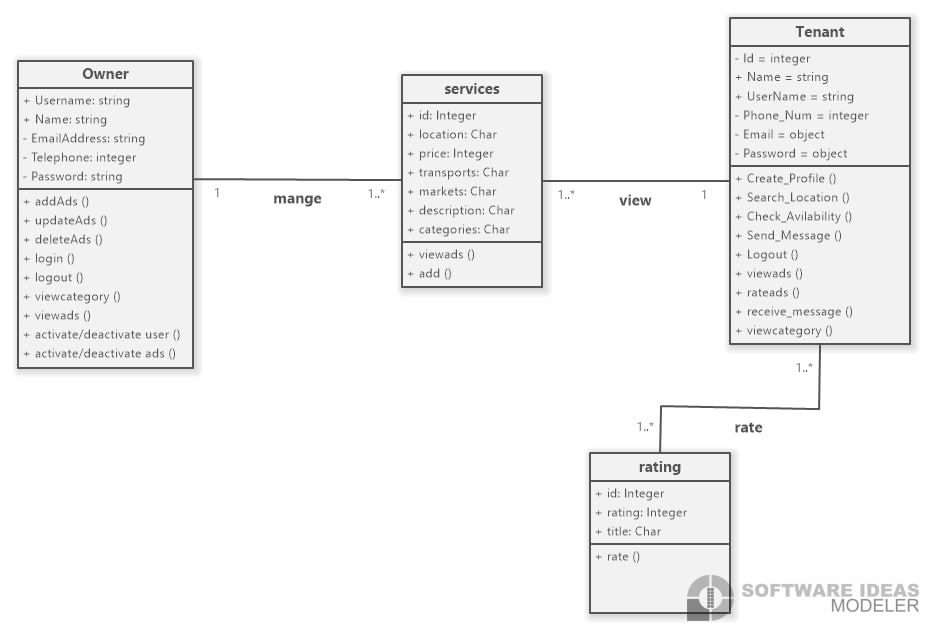 Owner
+ Username: string
+ Name: string
- EmailAddress: string
- Telephone: integer
- Password: string
+ addAds ()
+ updateAds ()
+ deleteAds ()
+ login ()
+ logout ()
+ viewcategory ()
+ viewads ()
+ activate/deactivate user ()
+ activate/deactivate ads ()
1
mange
1..*
services
+ id: Integer
+ location: Char
+ price: Integer
+ transports: Char
+ markets: Char
+ description: Char
+ categories: Char
+ viewads ()
+ add ()
1..*
view
1
Tenant
- Id = integer
+ Name = string
+ UserName = string
- Phone_Num = integer
- Email = object
- Password = object
+ Create_Profile ()
+ Search_Location ()
+ Check_Avilability ()
+ Send_Message ()
+ Logout ()
+ viewads ()
+ rateads ()
+ receive_message ()
+ viewcategory ()
1..*
1..*
rate
rating
+ id: Integer
+ rating: Integer
+ title: Char
+ rate ()
SOFTWARE IDEAS
MODELER